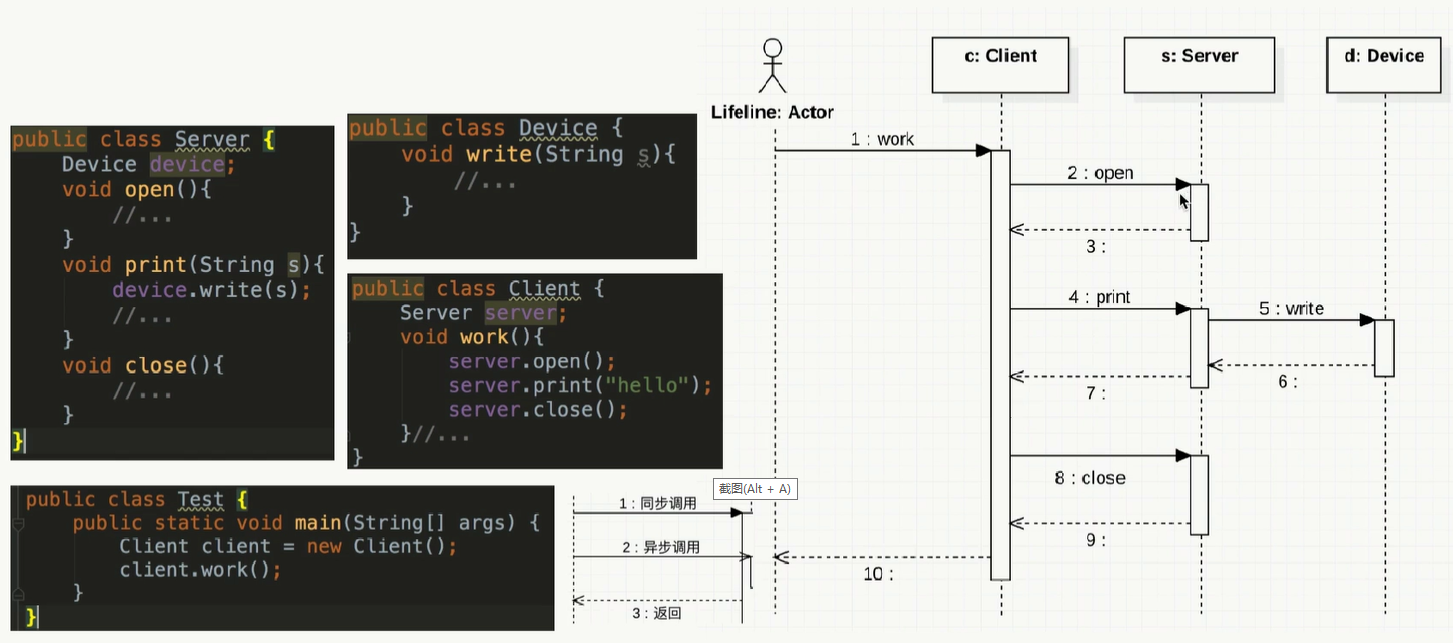 public class Server {
    Device device;
    void open(){
        //...
    }
    void print(String s){
        device.write(s);
        //...
    }
    void close(){
        //...
    }
}
public class Device {
    void write(String s){
        //...
    }
}
public class Client {
    Server server;
    void work(){
        server.open();
        server.print("hello");
        server.close();
    }//...
}
public class Test {
    public static void main(String[] args) {
        Client client = new Client();
        client.work();
    }
}
1 : 同步调用
2 : 异步调用
3 : 返回
截图(Alt + A)
Lifeline: Actor
c: Client
s: Server
d: Device
1 : work
2 : open
3 :
4 : print
5 : write
6 :
7 :
8 : close
9 :
10 :